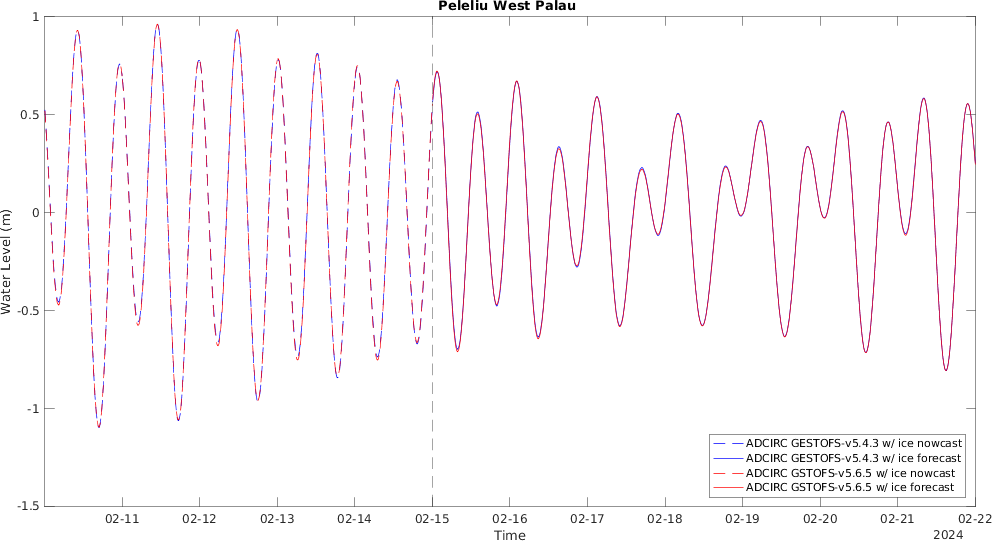 Peleliu West Palau
Water Level (m)
1
0.5
0
-0.5
-1
-1.5
ADCIRC GESTOFS-v5.4.3 w/ ice nowcast
ADCIRC GESTOFS-v5.4.3 w/ ice forecast
ADCIRC GSTOFS-v5.6.5 w/ ice nowcast
ADCIRC GSTOFS-v5.6.5 w/ ice forecast
02-11 02-12 02-13 02-14 02-15 02-16 02-17 02-18 02-19 02-20 02-21 02-22
Time
2024